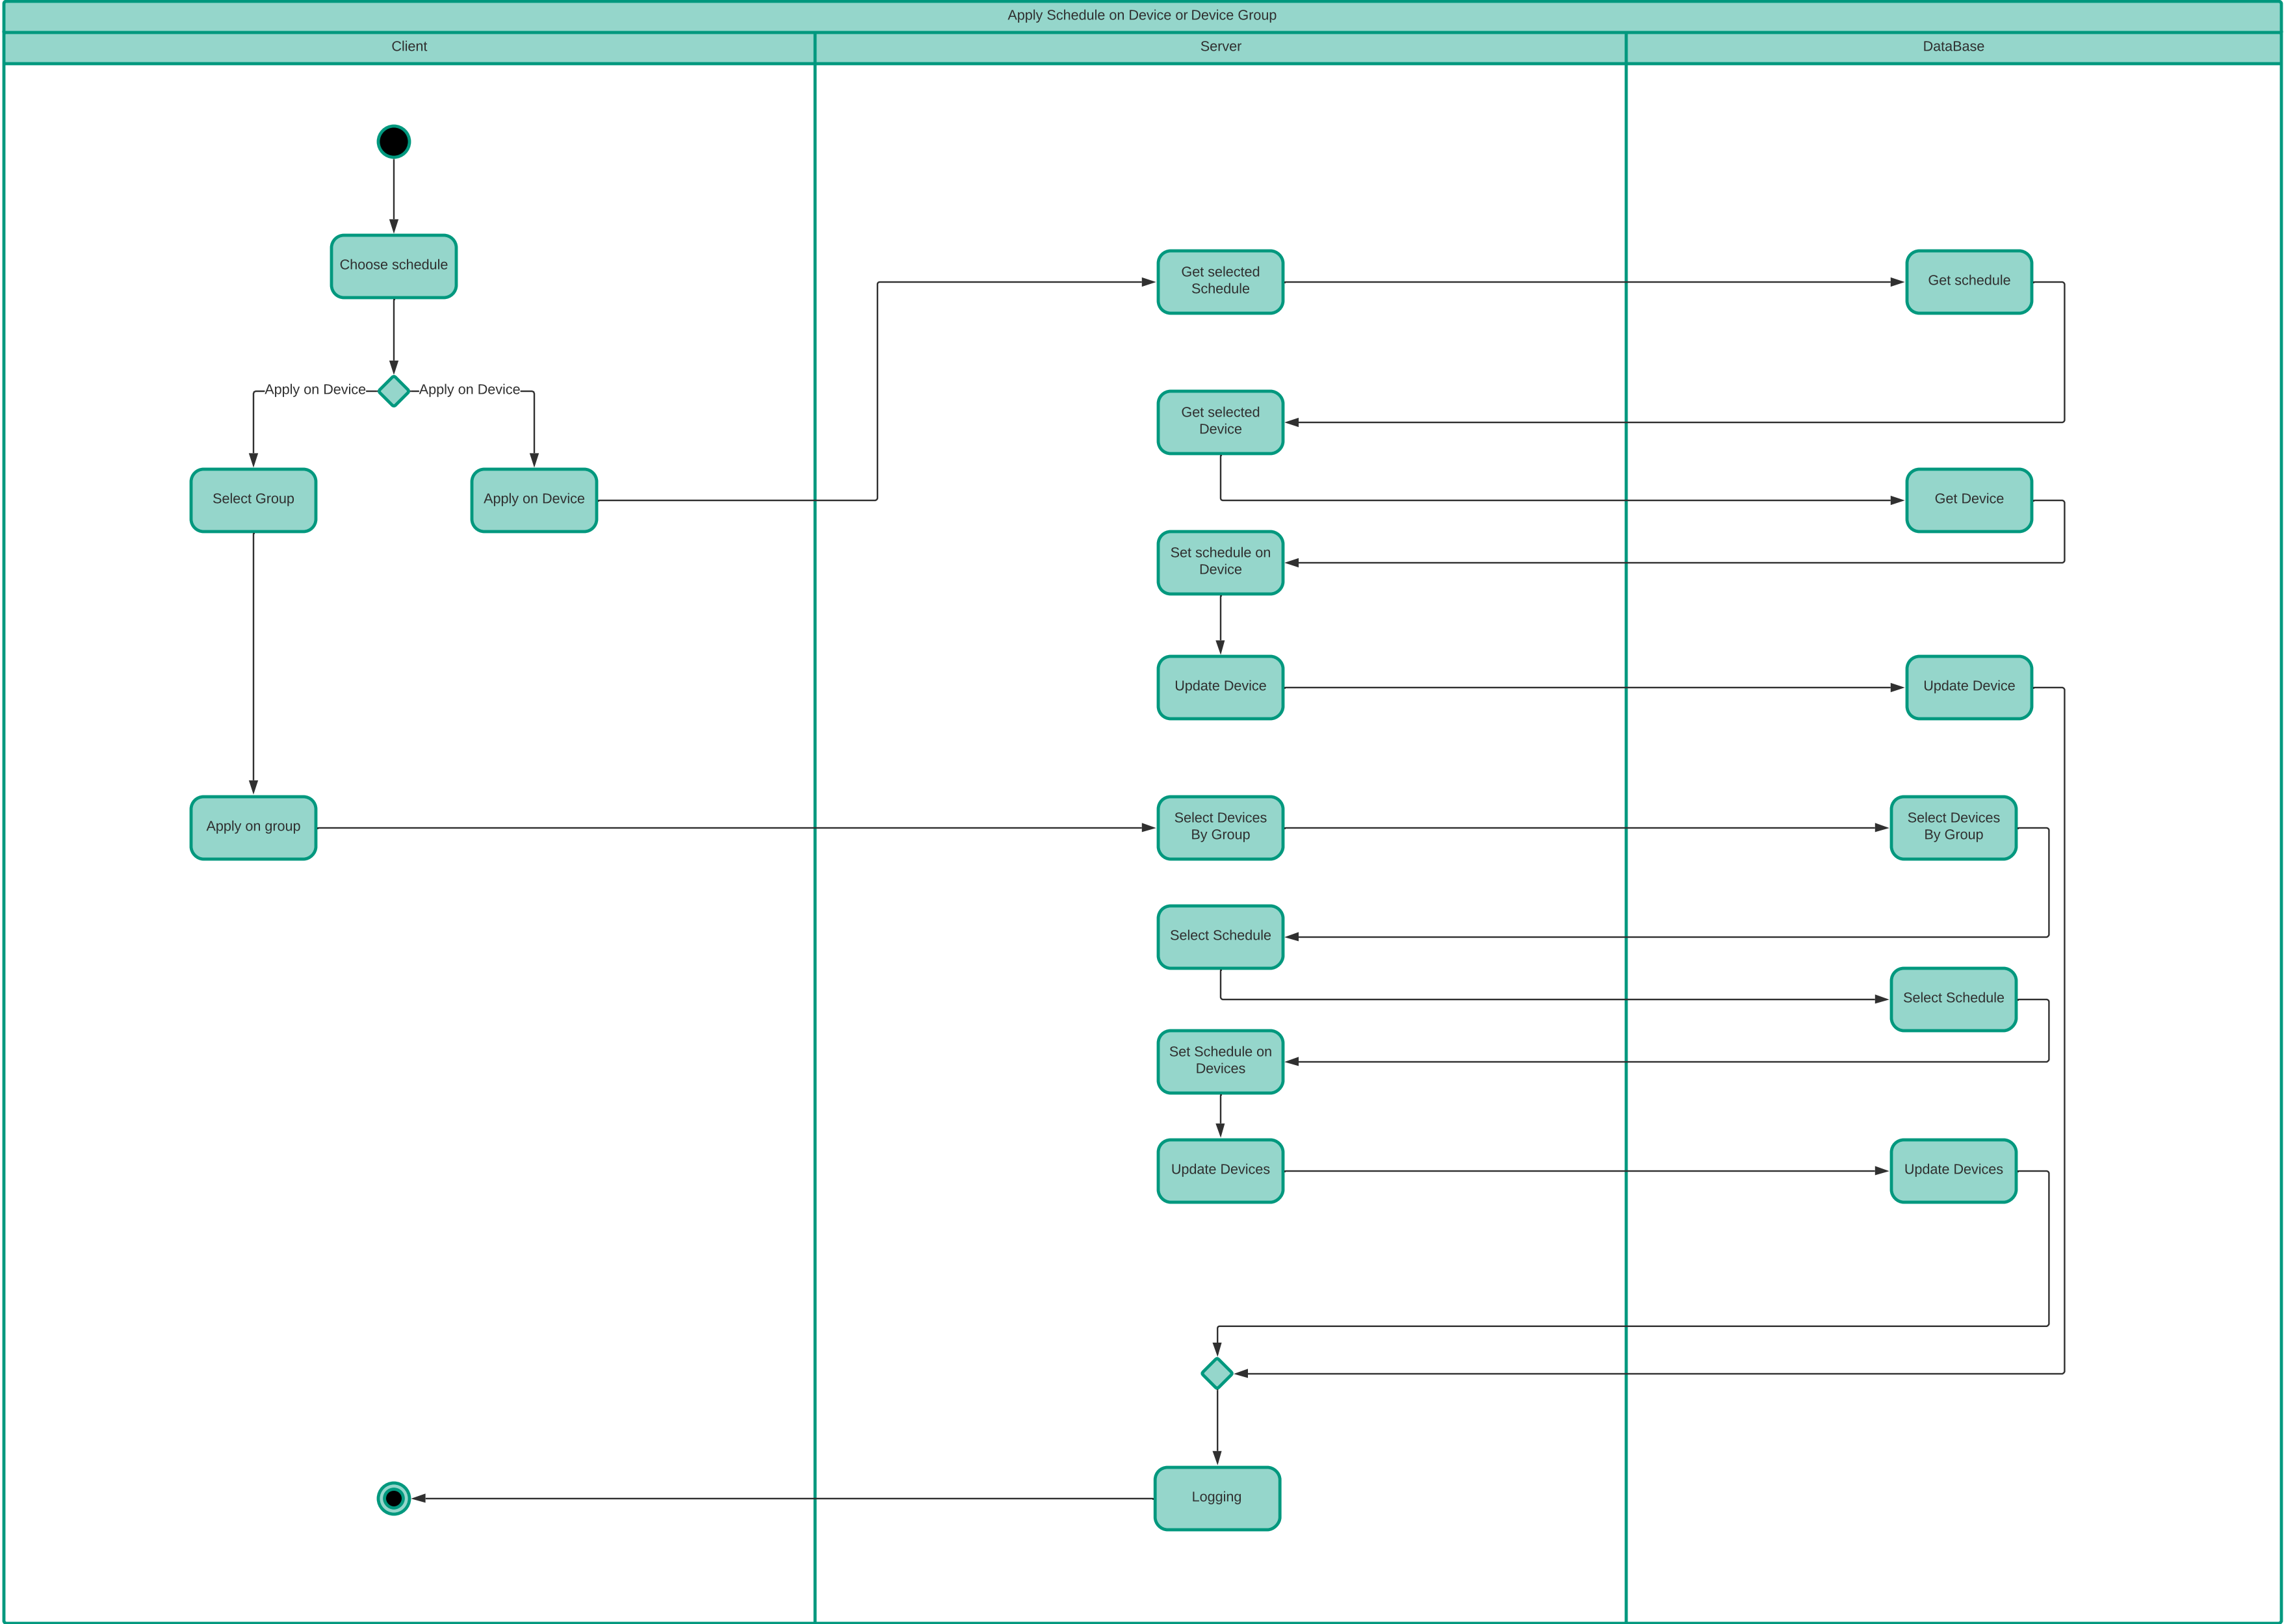 Apply Schedule on Device or Device Group
Client
Server
DataBase
Choose schedule
Get selected
Schedule
Get schedule
Apply on Device
Apply on Device
Get selected
Device
Select Group
Apply on Device
Get Device
Set schedule on
Device
Update Device
Update Device
Apply on group
Select Devices
By Group
Select Devices
By Group
Select Schedule
Select Schedule
Set Schedule on
Devices
Update Devices
Update Devices
Logging